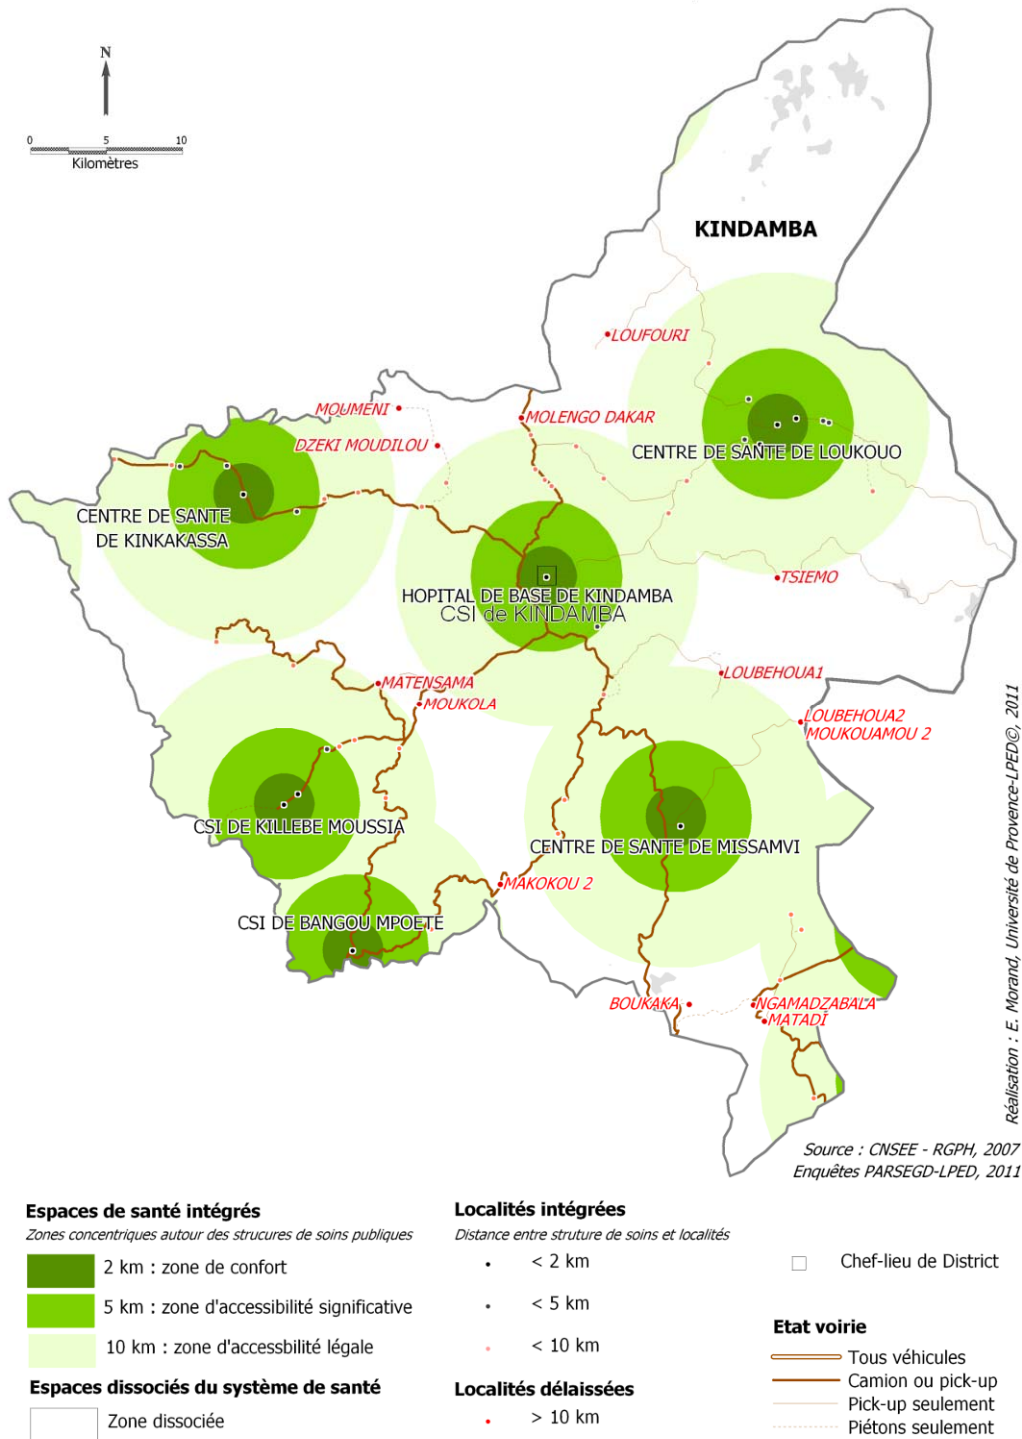 N
0 5 10
Kilomètres
KINDAMBA
LOUFOURI
MOUMENI
MOLENGO DAKAR
DZEKI MOUDILOU
CENTRE DE SANTE DE LOUKOUO
CENTRE DE SANTE
DE KINKAKASSA
TSIEMO
HOPITAL DE BASE DE KINDAMBA
CSI de KINDAMBA
LOUBEHOUA1
MATENSAMA
MOUKOLA
LOUBEHOUA2
MOUKOUAMOU 2
CSI DE KILLEBE MOUSSIA
CENTRE DE SANTE DE MISSAMVI
MAKOKOU 2
CSI DE BANGOU MPOETE
BOUKAKA
NGAMADZABALA
MATADI
Réalisation : E. Morand, Université de Provence-LPED©, 2011
Source : CNSEE - RGPH, 2007
Enquêtes PARSEGD-LPED, 2011
Espaces de santé intégrés
Zones concentriques autour des strucures de soins publiques
2 km : zone de confort
5 km : zone d'accessibilité significative
10 km : zone d'accessbilité légale
Espaces dissociés du système de santé
Zone dissociée
Localités intégrées
Distance entre struture de soins et localités
< 2 km
< 5 km
< 10 km
Localités délaissées
> 10 km
Chef-lieu de District
Etat voirie
Tous véhicules
Camion ou pick-up
Pick-up seulement
Piétons seulement